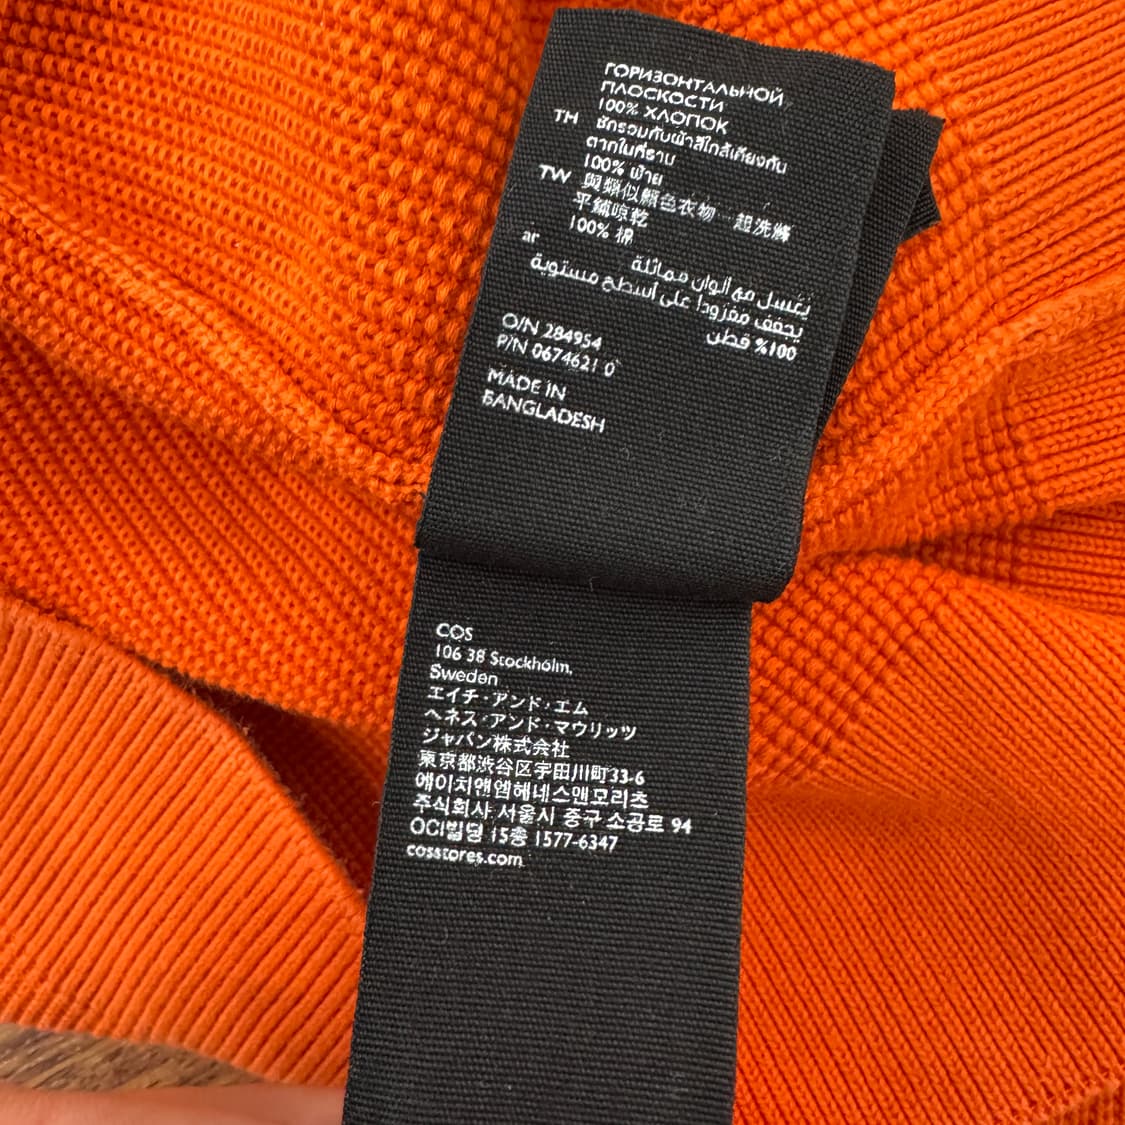 ГОРИЗОНТАЛЬНОЙ
ПЛОСКОСТИ
100% ХЛОПОК
TH ซักรวมกับผ้าสีใกล้เคียงกัน
ตากในที่ราบ
100% ฝ้าย
TW 與類似顏色衣物一起洗滌
平鋪晾乾
100% 棉
ar
يغسل مع ألوان مماثلة
يجفف مفرودا على أسطح مستوية
100% قطن
O/N 284954
P/N 0674621 0
MADE IN
BANGLADESH
COS
106 38 Stockholm,
Sweden
エイチ・アンド・エム
ヘネス・アンド・マウリッツ
ジャパン株式会社
東京都渋谷区宇田川町33-6
에이치앤엠헤네스앤모리츠
주식회사 서울시 중구 소공로 94
OCI빌딩 15층 1577-6347
cosstores.com